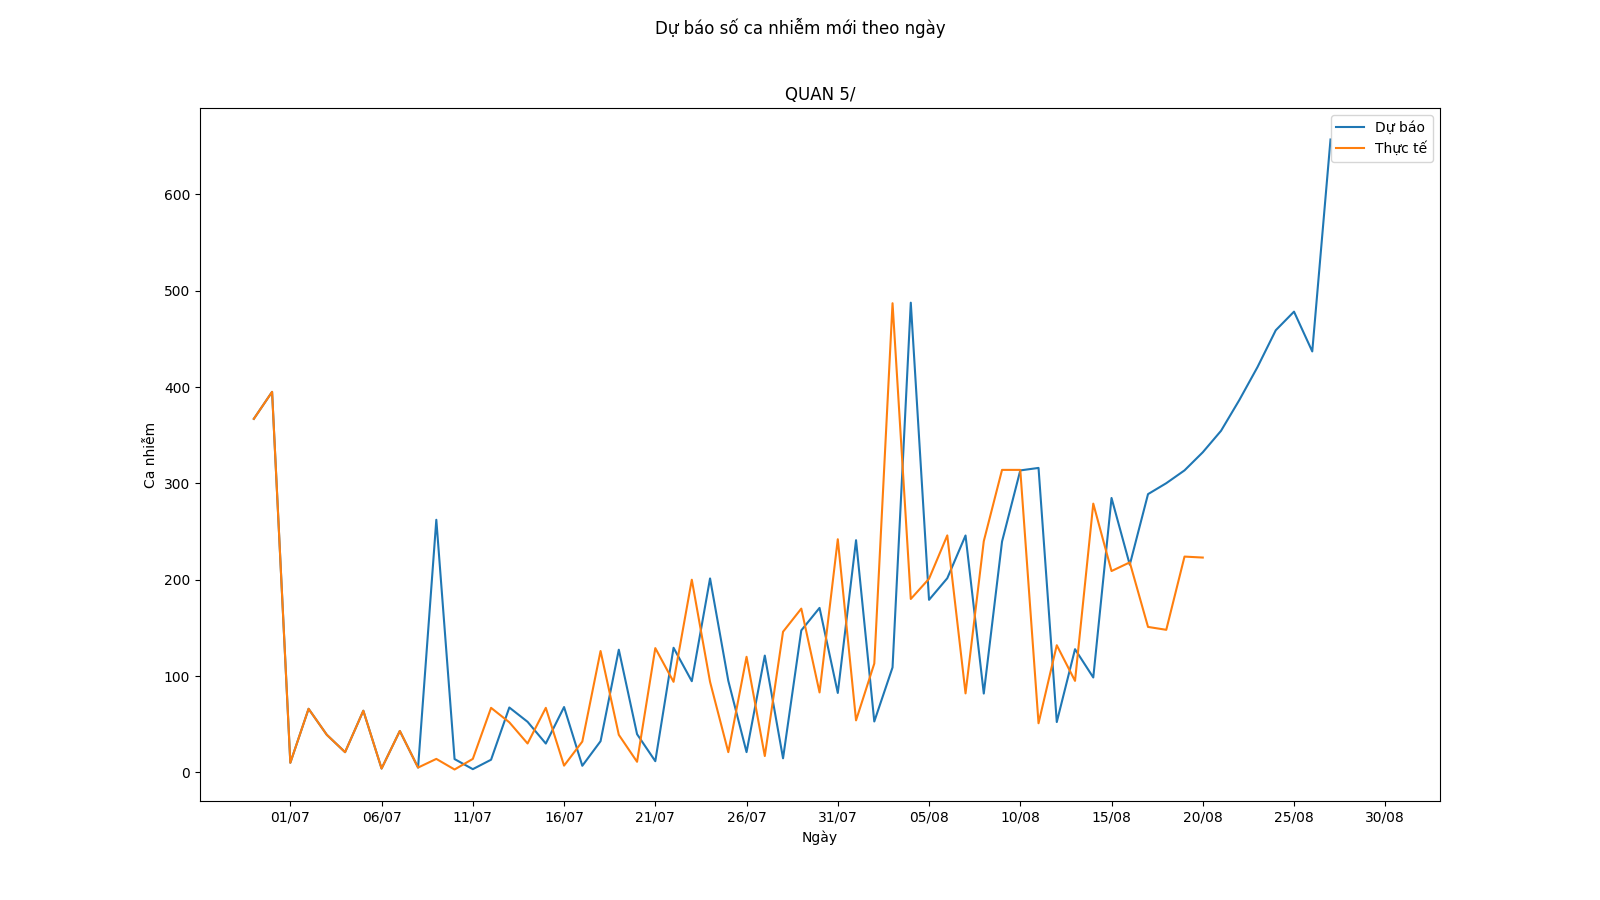 Dự báo số ca nhiễm mới theo ngày
QUAN 5/
Dự báo
Thực tế
600
500
400
300
200
100
0
Ca nhiễm
01/07 06/07 11/07 16/07 21/07 26/07 31/07 05/08 10/08 15/08 20/08 25/08 30/08
Ngày